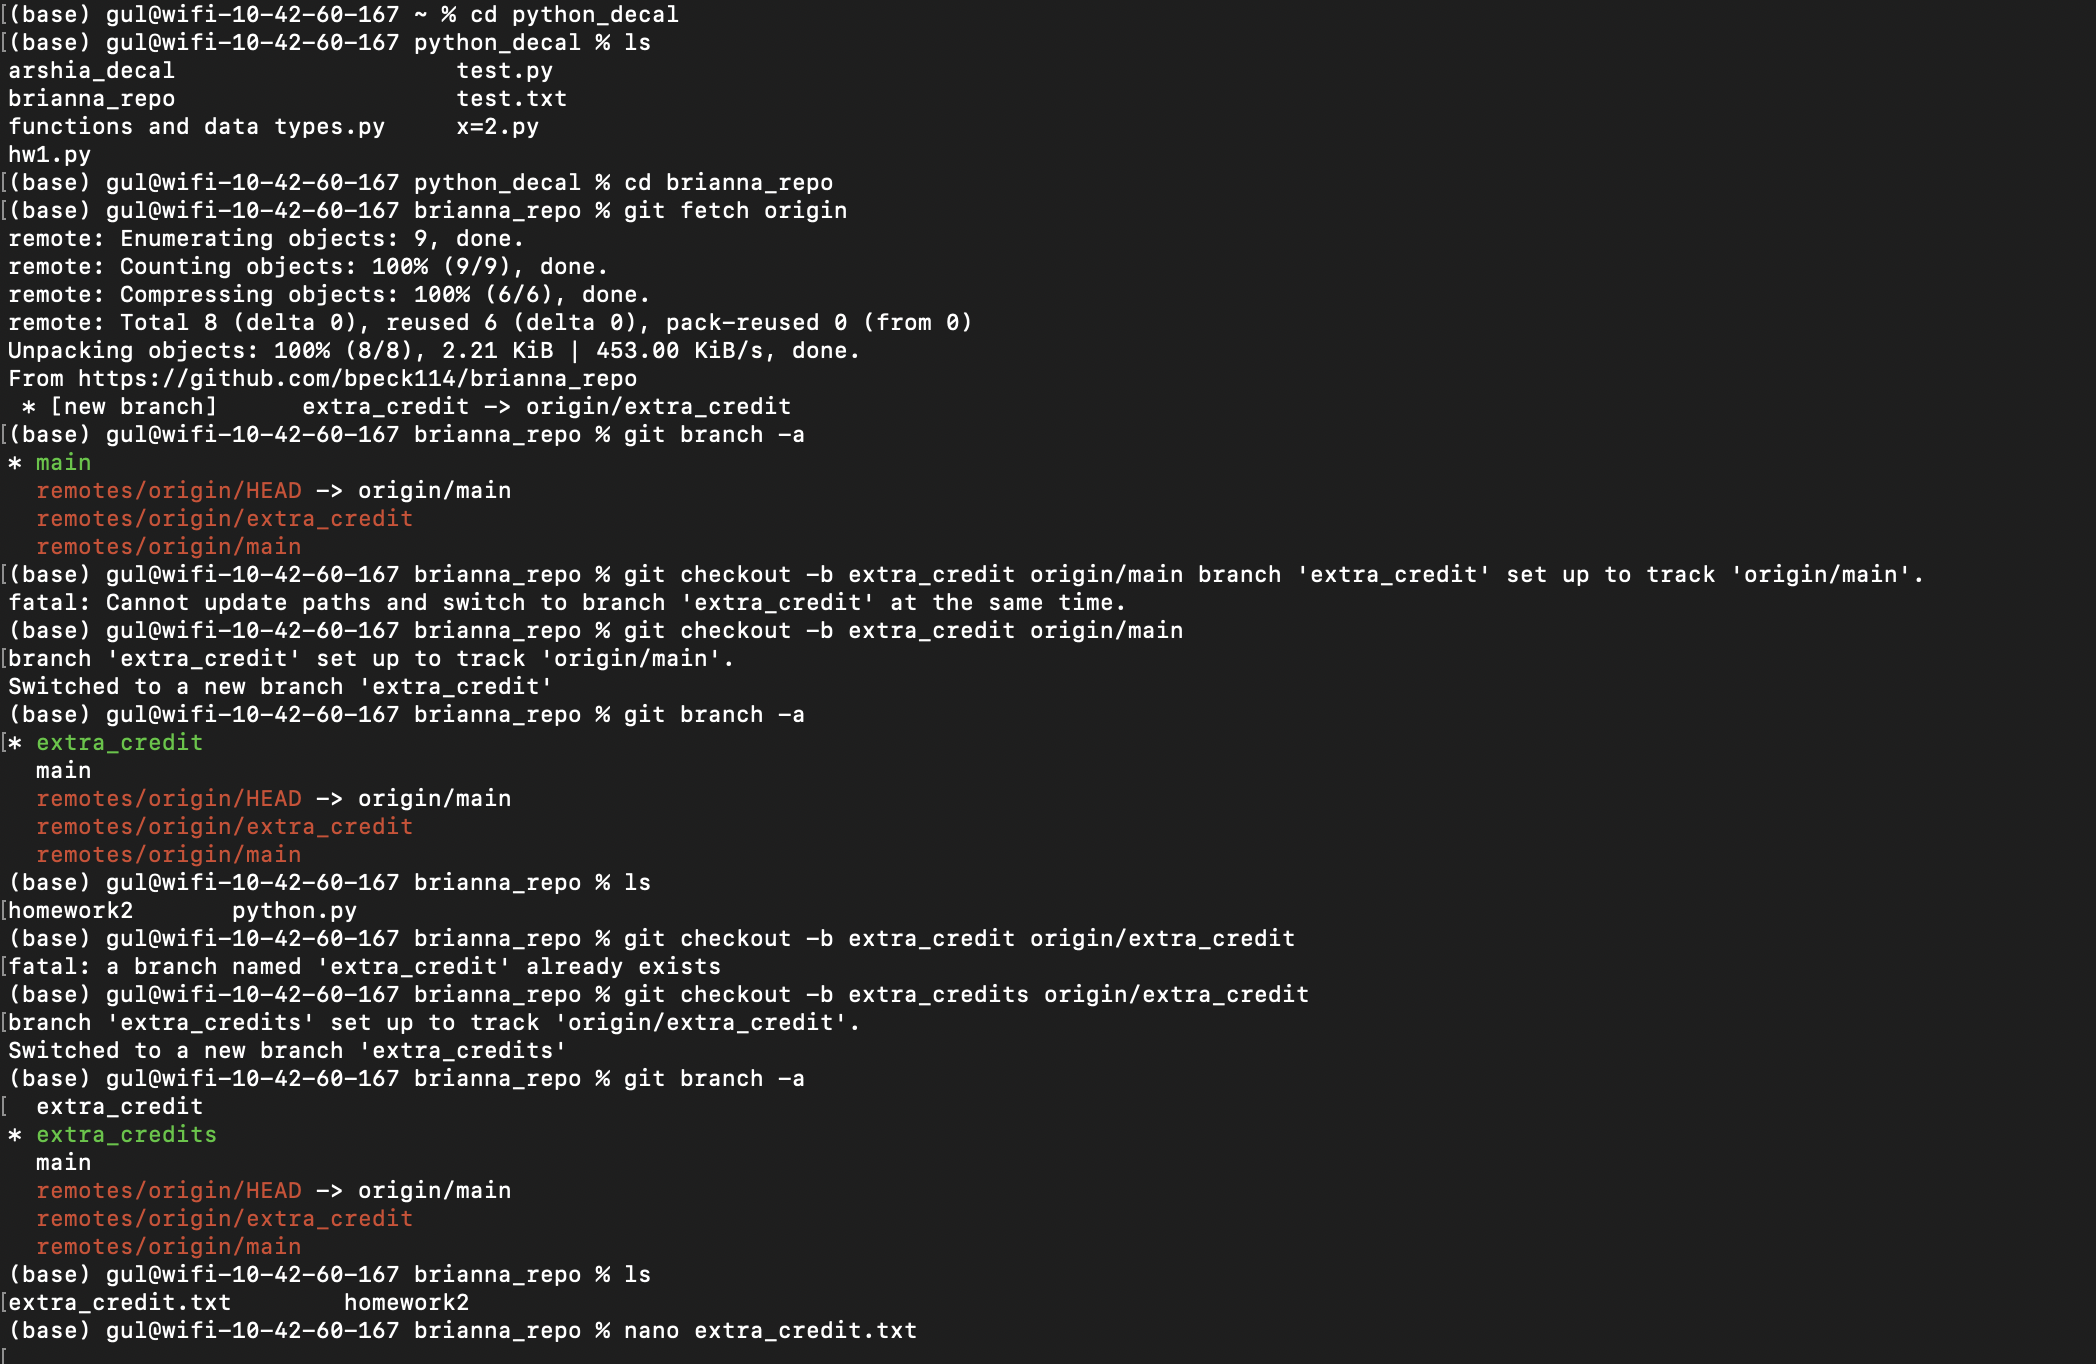 [(base) gul@wifi-10-42-60-167 ~ % cd python_decal
[(base) gul@wifi-10-42-60-167 python_decal % ls
arshia_decal                    test.py
brianna_repo                    test.txt
functions and data types.py     x=2.py
hw1.py
[(base) gul@wifi-10-42-60-167 python_decal % cd brianna_repo
[(base) gul@wifi-10-42-60-167 brianna_repo % git fetch origin
remote: Enumerating objects: 9, done.
remote: Counting objects: 100% (9/9), done.
remote: Compressing objects: 100% (6/6), done.
remote: Total 8 (delta 0), reused 6 (delta 0), pack-reused 0 (from 0)
Unpacking objects: 100% (8/8), 2.21 KiB | 453.00 KiB/s, done.
From https://github.com/bpeck114/brianna_repo
 * [new branch]      extra_credit -> origin/extra_credit
[(base) gul@wifi-10-42-60-167 brianna_repo % git branch -a
* main
  remotes/origin/HEAD -> origin/main
  remotes/origin/extra_credit
  remotes/origin/main
[(base) gul@wifi-10-42-60-167 brianna_repo % git checkout -b extra_credit origin/main branch 'extra_credit' set up to track 'origin/main'.
fatal: Cannot update paths and switch to branch 'extra_credit' at the same time.
(base) gul@wifi-10-42-60-167 brianna_repo % git checkout -b extra_credit origin/main
[branch 'extra_credit' set up to track 'origin/main'.
Switched to a new branch 'extra_credit'
(base) gul@wifi-10-42-60-167 brianna_repo % git branch -a
[* extra_credit
  main
  remotes/origin/HEAD -> origin/main
  remotes/origin/extra_credit
  remotes/origin/main
(base) gul@wifi-10-42-60-167 brianna_repo % ls
[homework2       python.py
(base) gul@wifi-10-42-60-167 brianna_repo % git checkout -b extra_credit origin/extra_credit
[fatal: a branch named 'extra_credit' already exists
(base) gul@wifi-10-42-60-167 brianna_repo % git checkout -b extra_credits origin/extra_credit
[branch 'extra_credits' set up to track 'origin/extra_credit'.
Switched to a new branch 'extra_credits'
(base) gul@wifi-10-42-60-167 brianna_repo % git branch -a
[  extra_credit
* extra_credits
  main
  remotes/origin/HEAD -> origin/main
  remotes/origin/extra_credit
  remotes/origin/main
(base) gul@wifi-10-42-60-167 brianna_repo % ls
[extra_credit.txt        homework2
(base) gul@wifi-10-42-60-167 brianna_repo % nano extra_credit.txt
[